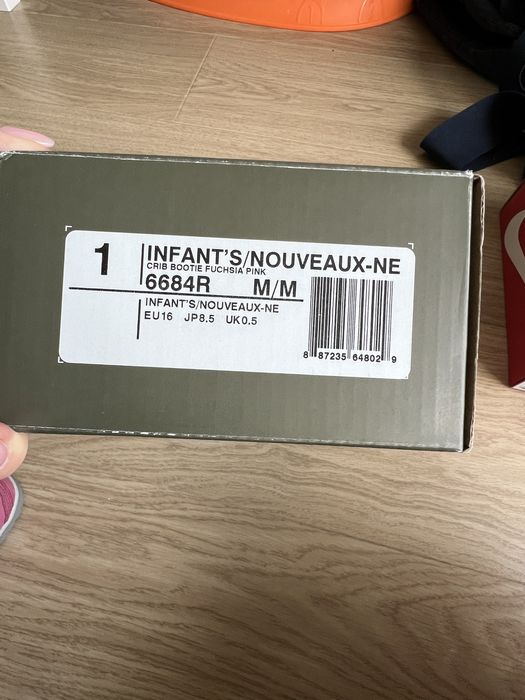 1
INFANT'S/NOUVEAUX-NE
CRIB BOOTIE FUCHSIA PINK
6684R M/M
INFANT'S/NOUVEAUX-NE
EU16 JP8.5 UK0.5
8 87235 64802 9